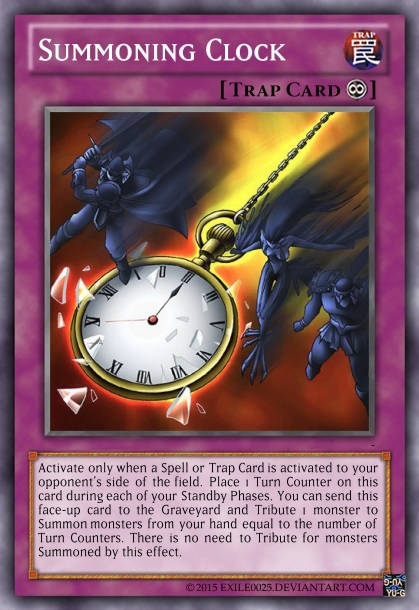 SUMMONING CLOCK
TRAP
罠
[TRAP CARD ]
Activate only when a Spell or Trap Card is activated to your
opponent's side of the field. Place 1 Turn Counter on this
card during each of your Standby Phases. You can send this
face-up card to the Graveyard and Tribute 1 monster to
Summon monsters from your hand equal to the number of
Turn Counters. There is no need to Tribute for monsters
Summoned by this effect.
©2015 EXILE0025.DEVIANTART.COM
YU-G
YU-G